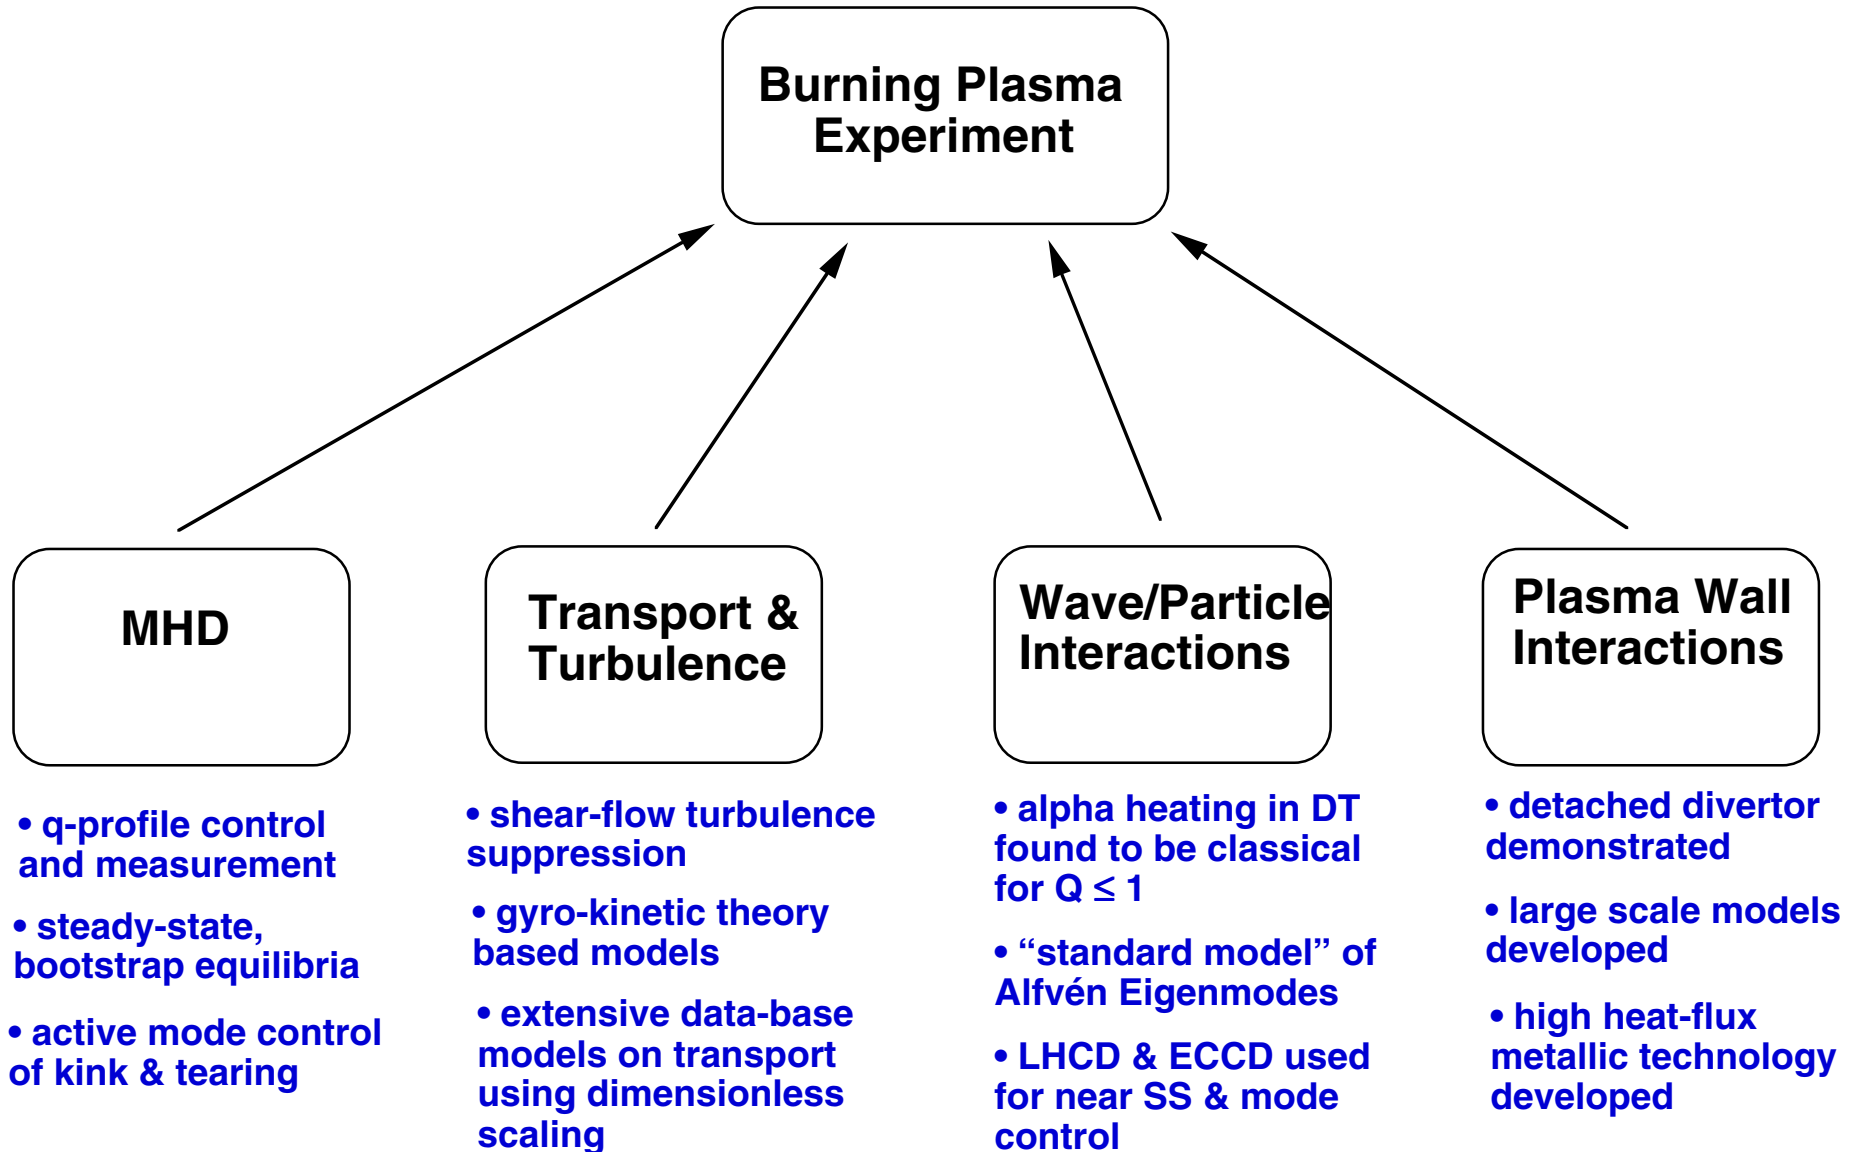 Burning Plasma
Experiment
MHD
Transport &
Turbulence
Wave/Particle
Interactions
Plasma Wall
Interactions
• q-profile control
and measurement
• steady-state,
bootstrap equilibria
• active mode control
of kink & tearing
• shear-flow turbulence
suppression
• gyro-kinetic theory
based models
• extensive data-base
models on transport
using dimensionless
scaling
• alpha heating in DT
found to be classical
for Q ≤ 1
• “standard model” of
Alfvén Eigenmodes
• LHCD & ECCD used
for near SS & mode
control
• detached divertor
demonstrated
• large scale models
developed
• high heat-flux
metallic technology
developed